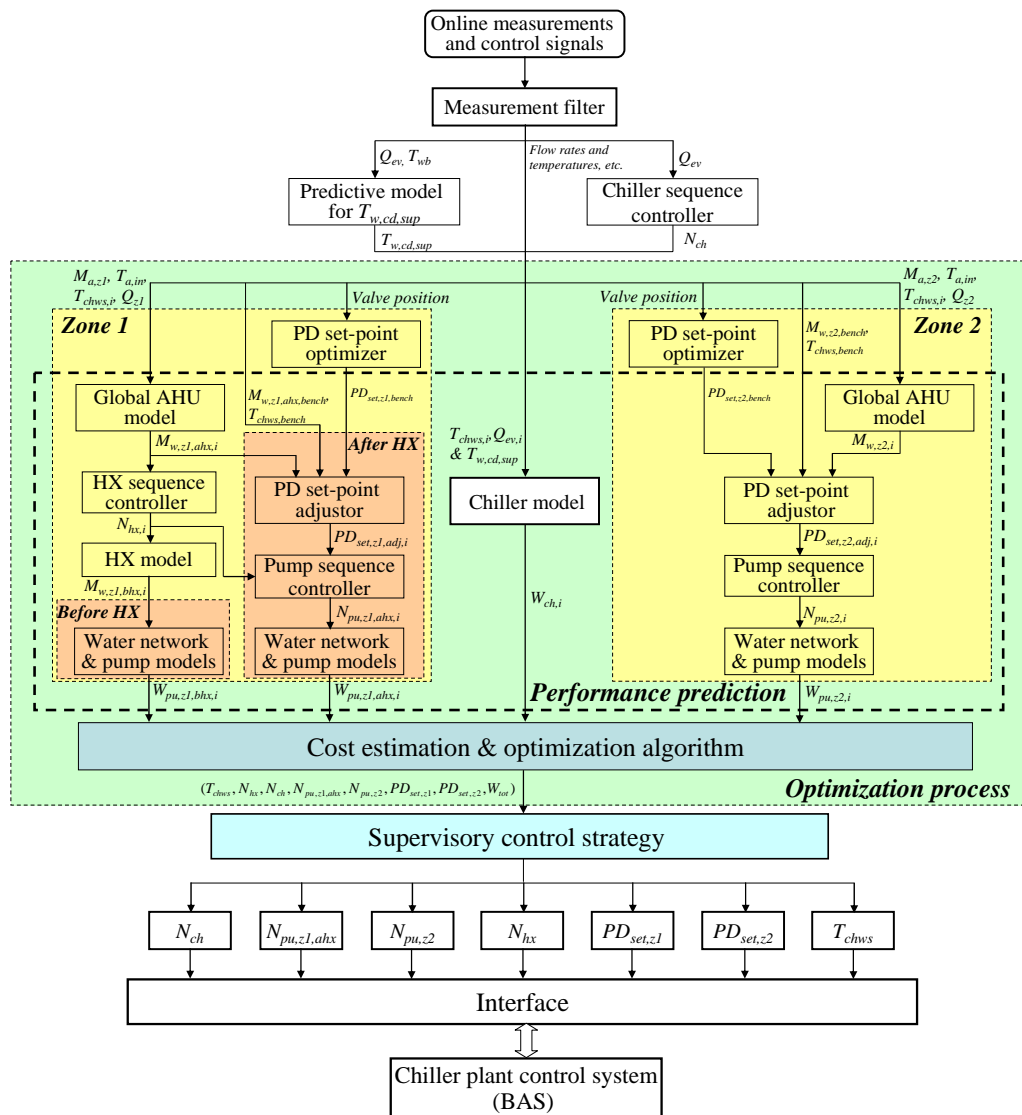 Online measurements
and control signals
Measurement filter
Q_ev, T_wb
Flow rates and
temperatures, etc.
Q_ev
Predictive model
for T_w,cd,sup
Chiller sequence
controller
T_w,cd,sup
N_ch
M_a,z1, T_a,in,
T_chws,i, Q_z1
Valve position
Valve position
M_a,z2, T_a,in,
T_chws,i, Q_z2
Zone 1
PD set-point
optimizer
PD set-point
optimizer
M_w,z2,bench,
T_chws,bench
Zone 2
Global AHU
model
M_w,z1,ahx,bench,
T_chws,bench
PD_set,z1,bench
PD_set,z2,bench
Global AHU
model
M_w,z1,ahx,i
After HX
T_chws,i, Q_ev,i
& T_w,cd,sup
M_w,z2,i
HX sequence
controller
PD set-point
adjustor
Chiller model
PD set-point
adjustor
N_hx,i
PD_set,z1,adj,i
PD_set,z2,adj,i
HX model
Pump sequence
controller
Pump sequence
controller
M_w,z1,bhx,i
W_ch,i
Before HX
N_pu,z1,ahx,i
N_pu,z2,i
Water network
& pump models
Water network
& pump models
Water network
& pump models
W_pu,z1,bhx,i
W_pu,z1,ahx,i
Performance prediction
W_pu,z2,i
Cost estimation & optimization algorithm
(T_chws, N_hx, N_ch, N_pu,z1,ahx, N_pu,z2, PD_set,z1, PD_set,z2, W_tot)
Optimization process
Supervisory control strategy
N_ch
N_pu,z1,ahx
N_pu,z2
N_hx
PD_set,z1
PD_set,z2
T_chws
Interface
Chiller plant control system
(BAS)